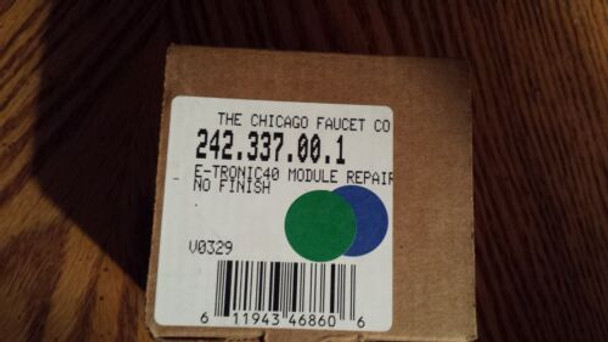 THE CHICAGO FAUCET CO
242.337.00.1
E-TRONIC40 MODULE REPAIR
NO FINISH
V0329
6 11943 46860 6